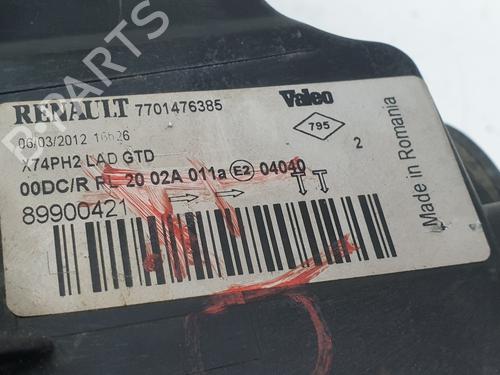 B-PARTS
RENAULT 7701476385 Valeo
06/03/2012 16h26
795
2
X74PH2 LAD GTD
00DC/R PL 20 02A 011a E2 04040
89900421
Made in Romania